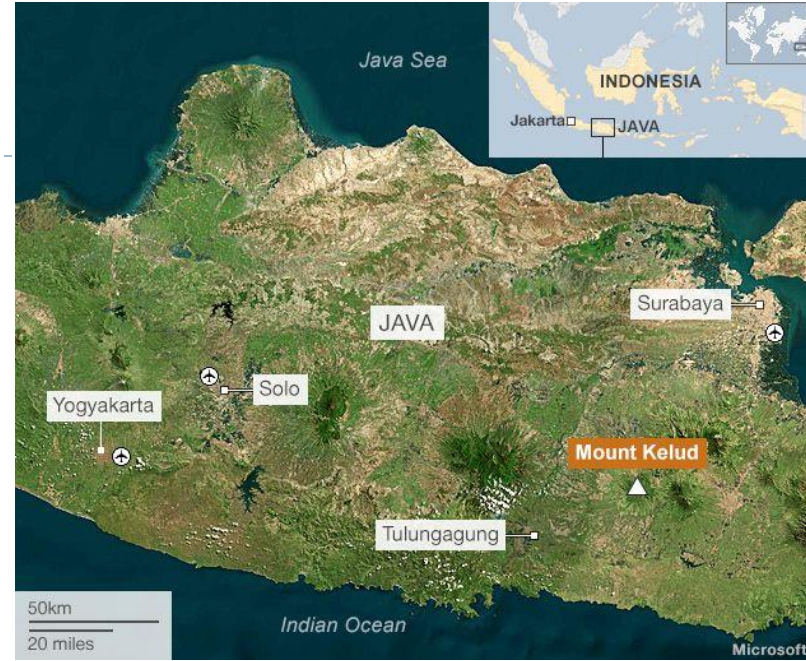 Java Sea
INDONESIA
Jakarta
JAVA
Surabaya
JAVA
Solo
Yogyakarta
Mount Kelud
Tulungagung
50km
20 miles
Indian Ocean
Microsoft